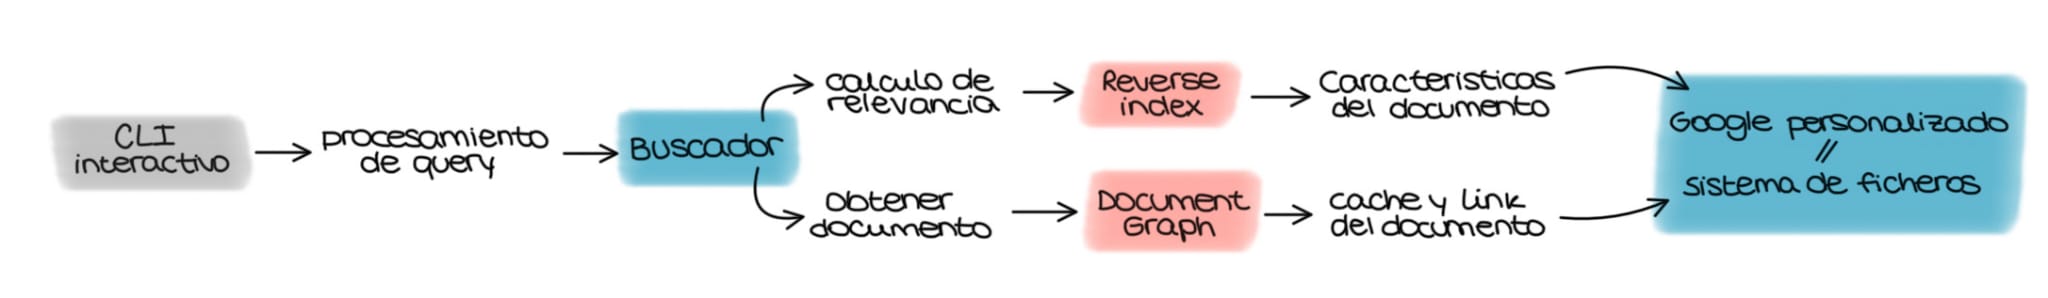 CLI
interactivo
procesamiento
de query
Buscador
calculo de
relevancia
Reverse
index
Caracteristicas
del documento
obtener
documento
Document
Graph
cache y link
del documento
Google personalizado
//
sistema de ficheros